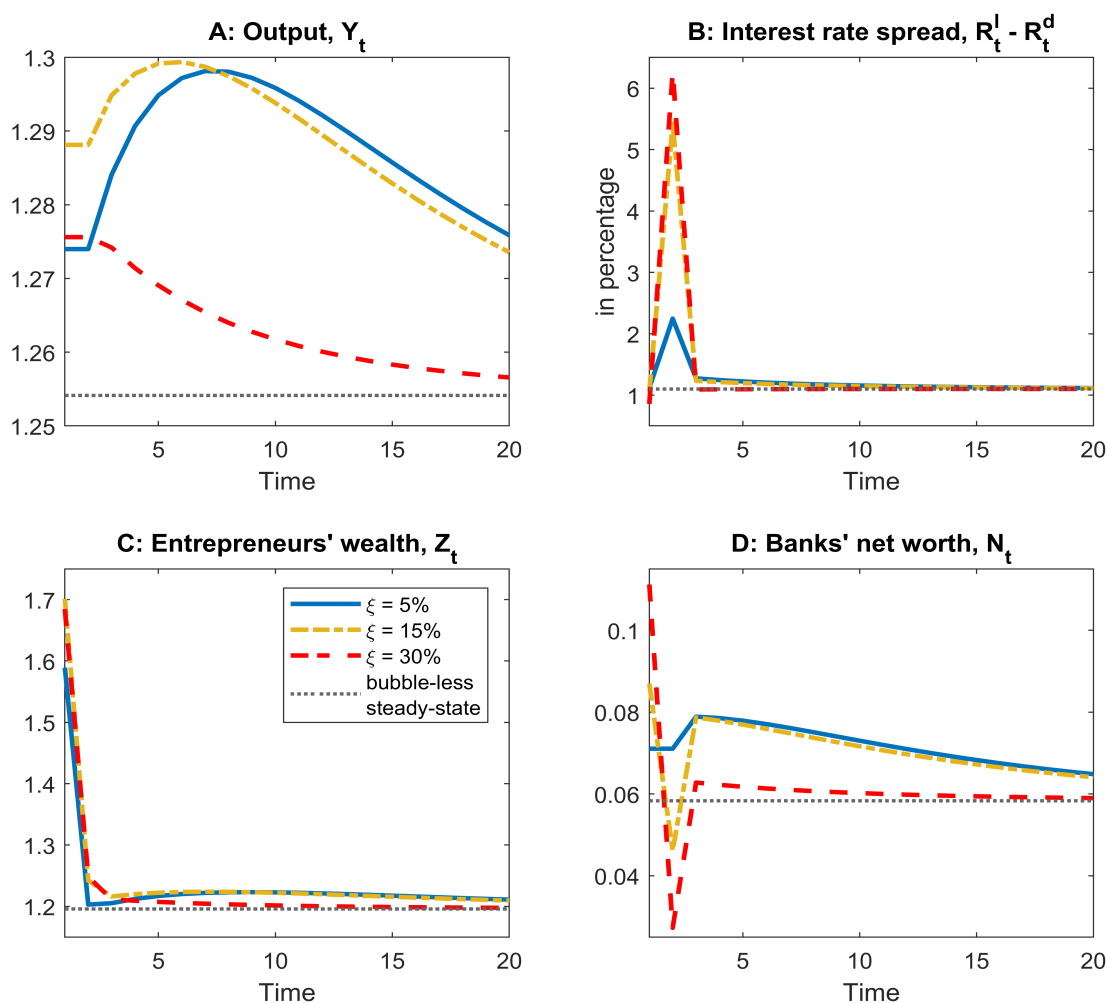 A: Output, Y_t
1.3
1.29
1.28
1.27
1.26
1.25
5
10
15
20
Time
B: Interest rate spread, R_t^l - R_t^d
in percentage
6
5
4
3
2
1
5
10
15
20
Time
C: Entrepreneurs' wealth, Z_t
1.7
1.6
1.5
1.4
1.3
1.2
ξ = 5%
ξ = 15%
ξ = 30%
bubble-less
steady-state
5
10
15
20
Time
D: Banks' net worth, N_t
0.1
0.08
0.06
0.04
5
10
15
20
Time